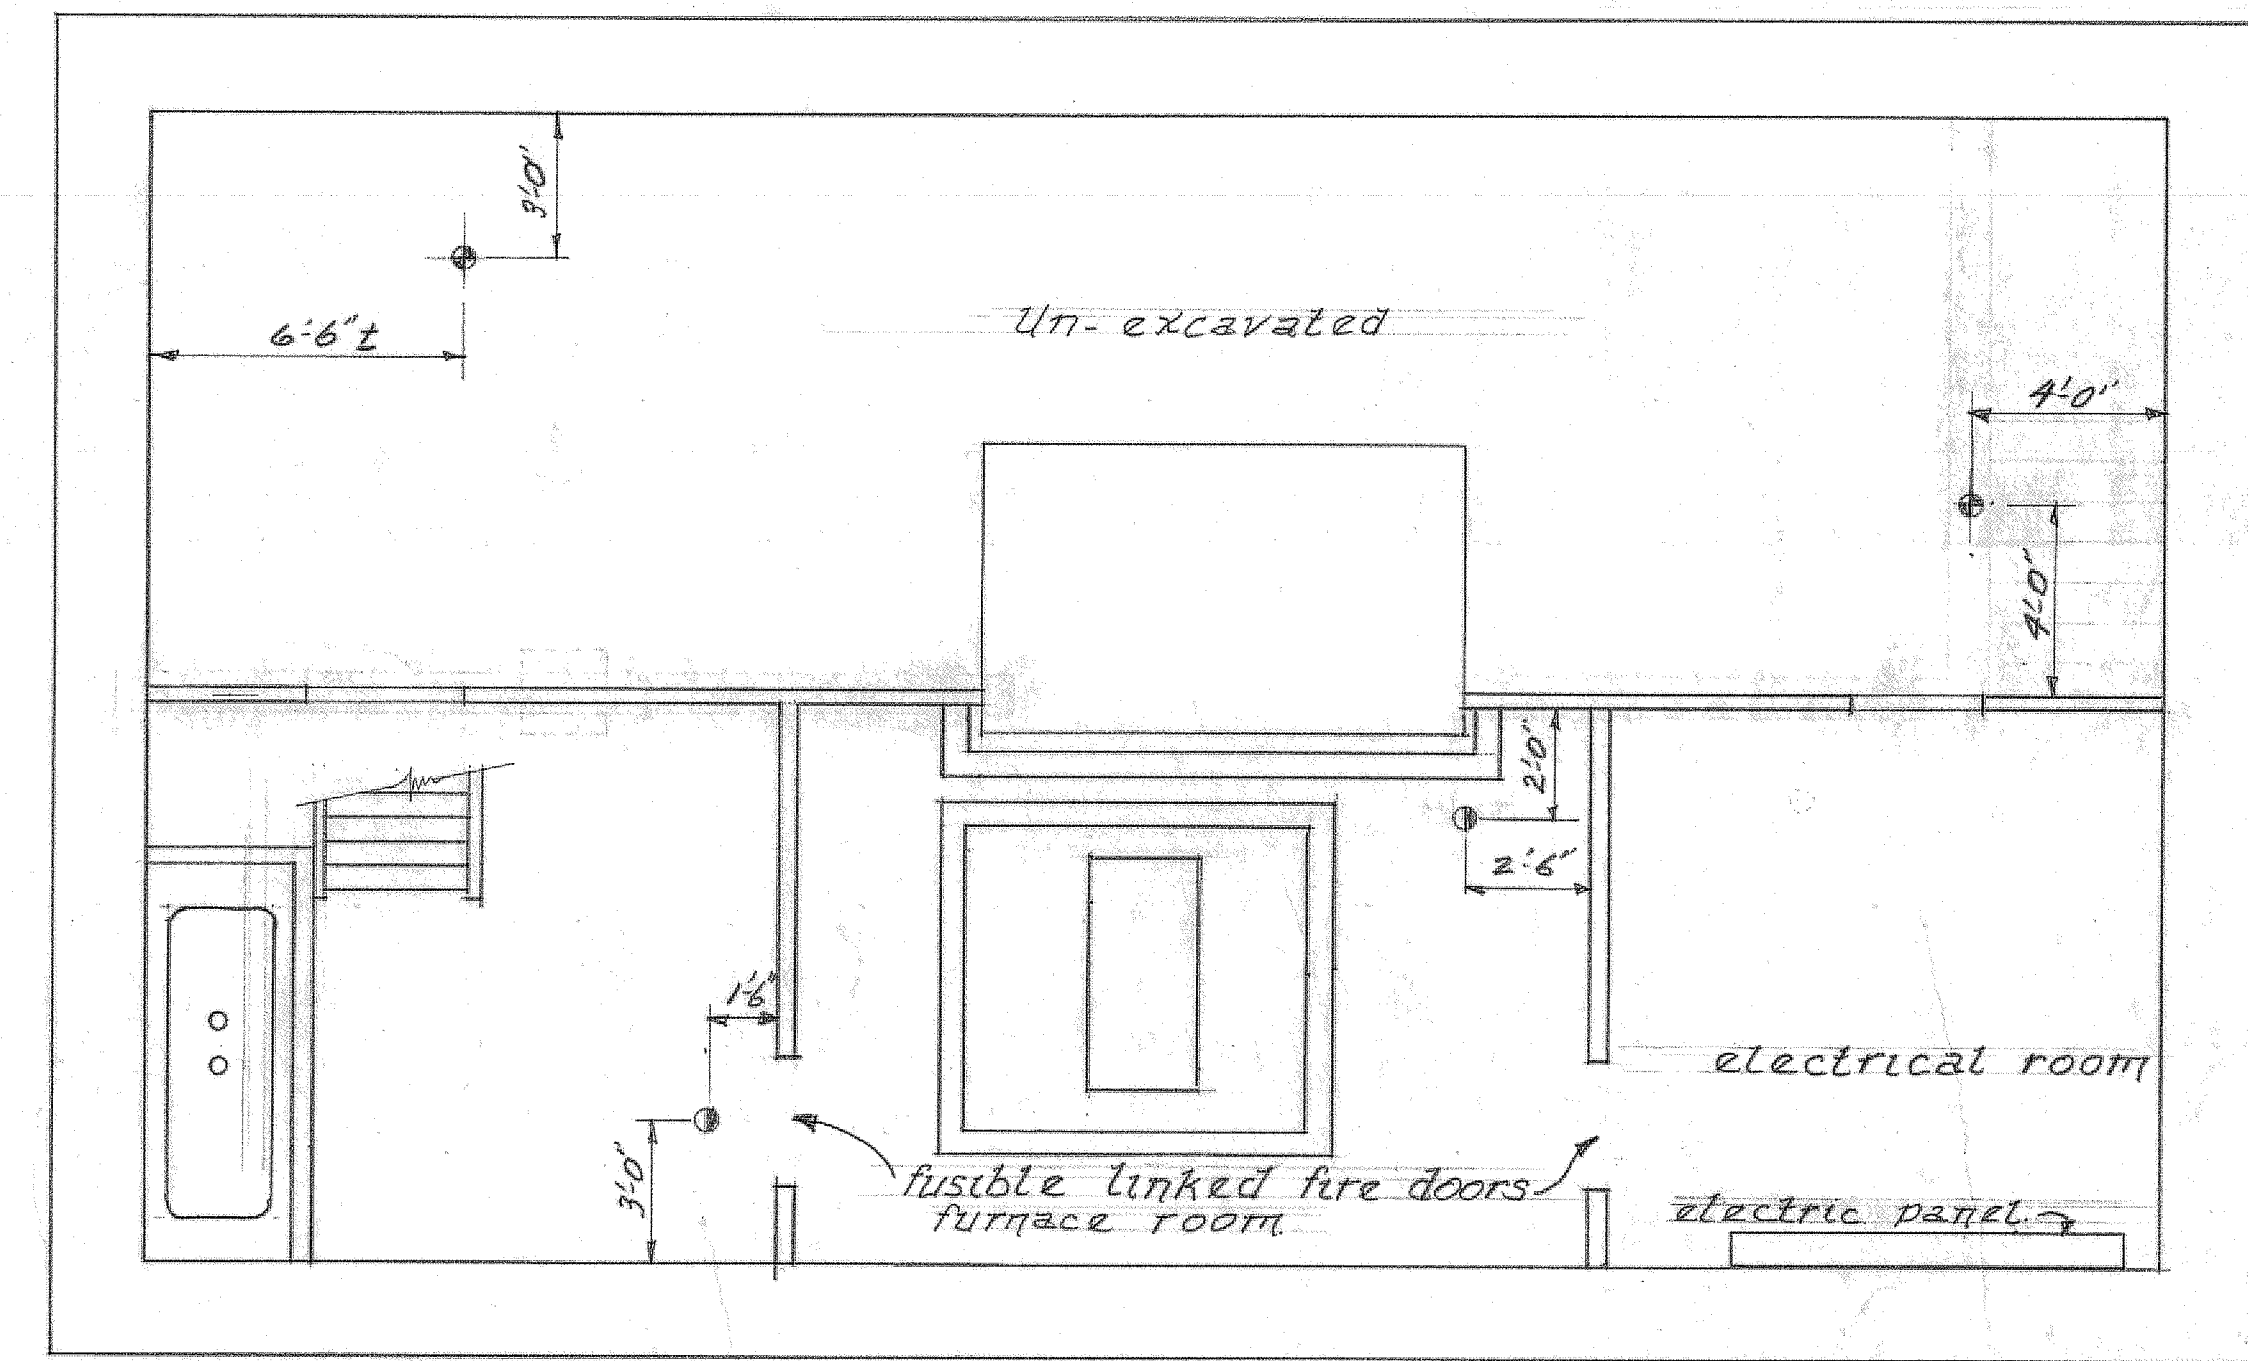 3'-0"
6'-6" ±
Un-excavated
4'-0"
4'-0"
2'-0"
2'-6"
1'-6"
electrical room
3'-0"
fusible linked fire doors
furnace room
electric panel